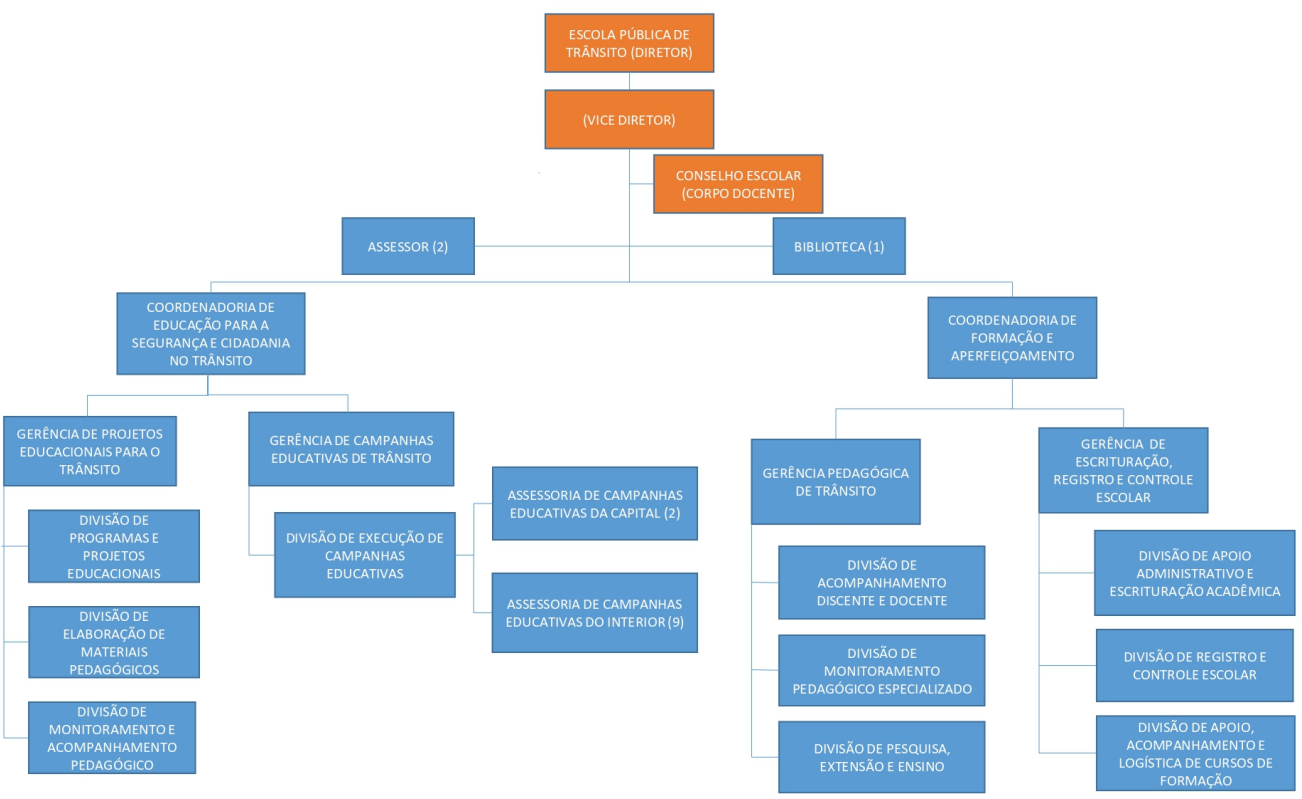 ESCOLA PÚBLICA DE
TRÂNSITO (DIRETOR)
(VICE DIRETOR)
CONSELHO ESCOLAR
(CORPO DOCENTE)
ASSESSOR (2)
BIBLIOTECA (1)
COORDENADORIA DE
EDUCAÇÃO PARA A
SEGURANÇA E CIDADANIA
NO TRÂNSITO
COORDENADORIA DE
FORMAÇÃO E
APERFEIÇOAMENTO
GERÊNCIA DE PROJETOS
EDUCACIONAIS PARA O
TRÂNSITO
DIVISÃO DE
PROGRAMAS E
PROJETOS
EDUCACIONAIS
DIVISÃO DE
ELABORAÇÃO DE
MATERIAIS
PEDAGÓGICOS
DIVISÃO DE
MONITORAMENTO E
ACOMPANHAMENTO
PEDAGÓGICO
GERÊNCIA DE CAMPANHAS
EDUCATIVAS DE TRÂNSITO
DIVISÃO DE EXECUÇÃO DE
CAMPANHAS
EDUCATIVAS
ASSESSORIA DE CAMPANHAS
EDUCATIVAS DA CAPITAL (2)
ASSESSORIA DE CAMPANHAS
EDUCATIVAS DO INTERIOR (9)
GERÊNCIA PEDAGÓGICA
DE TRÂNSITO
DIVISÃO DE
ACOMPANHAMENTO
DISCENTE E DOCENTE
DIVISÃO DE
MONITORAMENTO
PEDAGÓGICO ESPECIALIZADO
DIVISÃO DE PESQUISA,
EXTENSÃO E ENSINO
GERÊNCIA DE
ESCRITURAÇÃO,
REGISTRO E CONTROLE
ESCOLAR
DIVISÃO DE APOIO
ADMINISTRATIVO E
ESCRITURAÇÃO ACADÊMICA
DIVISÃO DE REGISTRO E
CONTROLE ESCOLAR
DIVISÃO DE APOIO,
ACOMPANHAMENTO E
LOGÍSTICA DE CURSOS DE
FORMAÇÃO